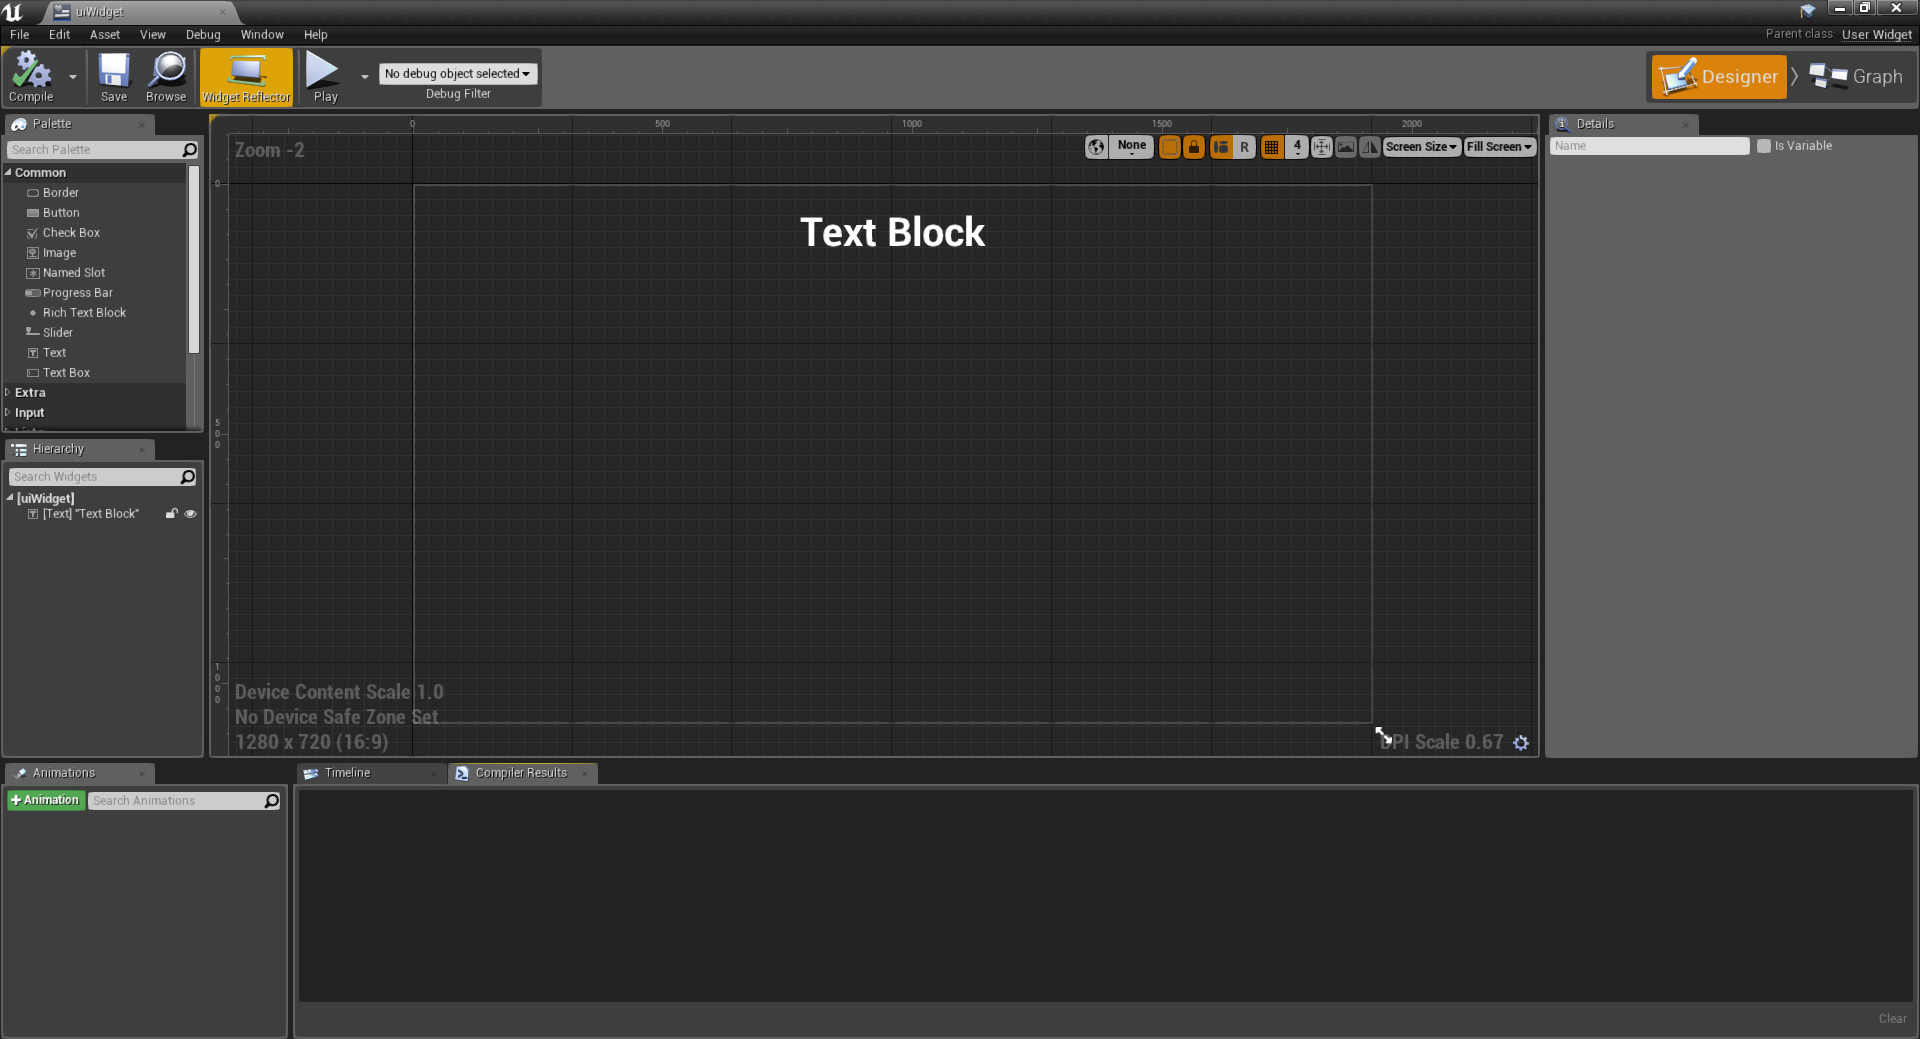 uiWidget
File Edit Asset View Debug Window Help
Parent class: User Widget
Compile
Save
Browse
Widget Reflector
Play
No debug object selected
Debug Filter
Designer
Graph
Palette
Search Palette
Common
Border
Button
Check Box
Image
Named Slot
Progress Bar
Rich Text Block
Slider
Text
Text Box
Extra
Input
Hierarchy
Search Widgets
[uiWidget]
[Text] "Text Block"
0 500 1000 1500 2000
Zoom -2
None
R
4
Screen Size
Fill Screen
0
500
1000
Text Block
Device Content Scale 1.0
No Device Safe Zone Set
1280 x 720 (16:9)
DPI Scale 0.67
Details
Name
Is Variable
Animations
+Animation
Search Animations
Timeline
Compiler Results
Clear